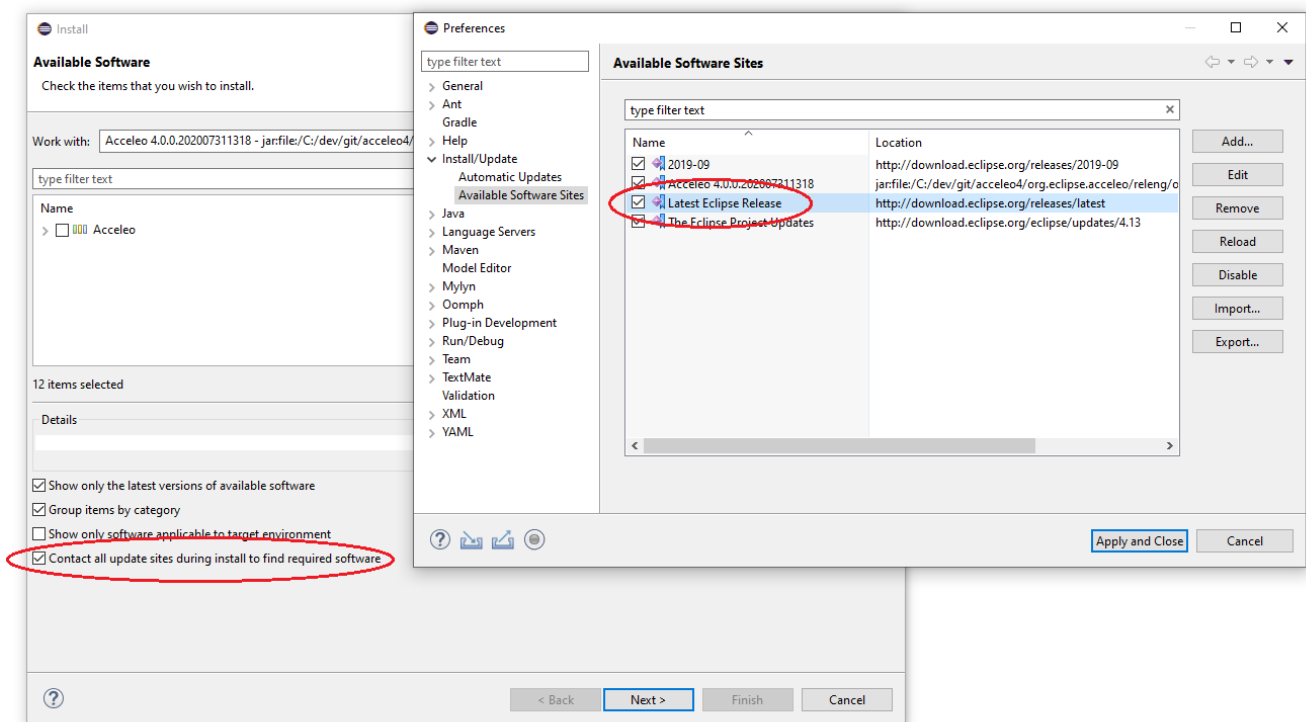 Install
Available Software
Check the items that you wish to install.
Work with: Acceleo 4.0.0.202007311318 - jar:file:/C:/dev/git/acceleo4/
type filter text
Name
Acceleo
12 items selected
Details
Show only the latest versions of available software
Group items by category
Show only software applicable to target environment
Contact all update sites during install to find required software
< Back Next > Finish Cancel
Preferences
type filter text
General
Ant
Gradle
Help
Install/Update
Automatic Updates
Available Software Sites
Java
Language Servers
Maven
Model Editor
Mylyn
Oomph
Plug-in Development
Run/Debug
Team
TextMate
Validation
XML
YAML
Available Software Sites
type filter text
Name Location
2019-09 http://download.eclipse.org/releases/2019-09
Acceleo 4.0.0.202007311318 jar:file:/C:/dev/git/acceleo4/org.eclipse.acceleo/releng/o
Latest Eclipse Release http://download.eclipse.org/releases/latest
The Eclipse Project Updates http://download.eclipse.org/eclipse/updates/4.13
Add...
Edit
Remove
Reload
Disable
Import...
Export...
Apply and Close Cancel